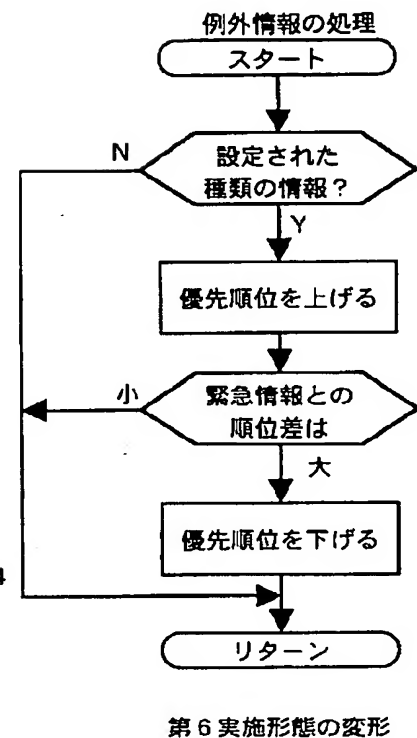 例外情報の処理
スタート
N
設定された
種類の情報?
Y
優先順位を上げる
小
緊急情報との
順位差は
大
優先順位を下げる
4
リターン
第6実施形態の変形